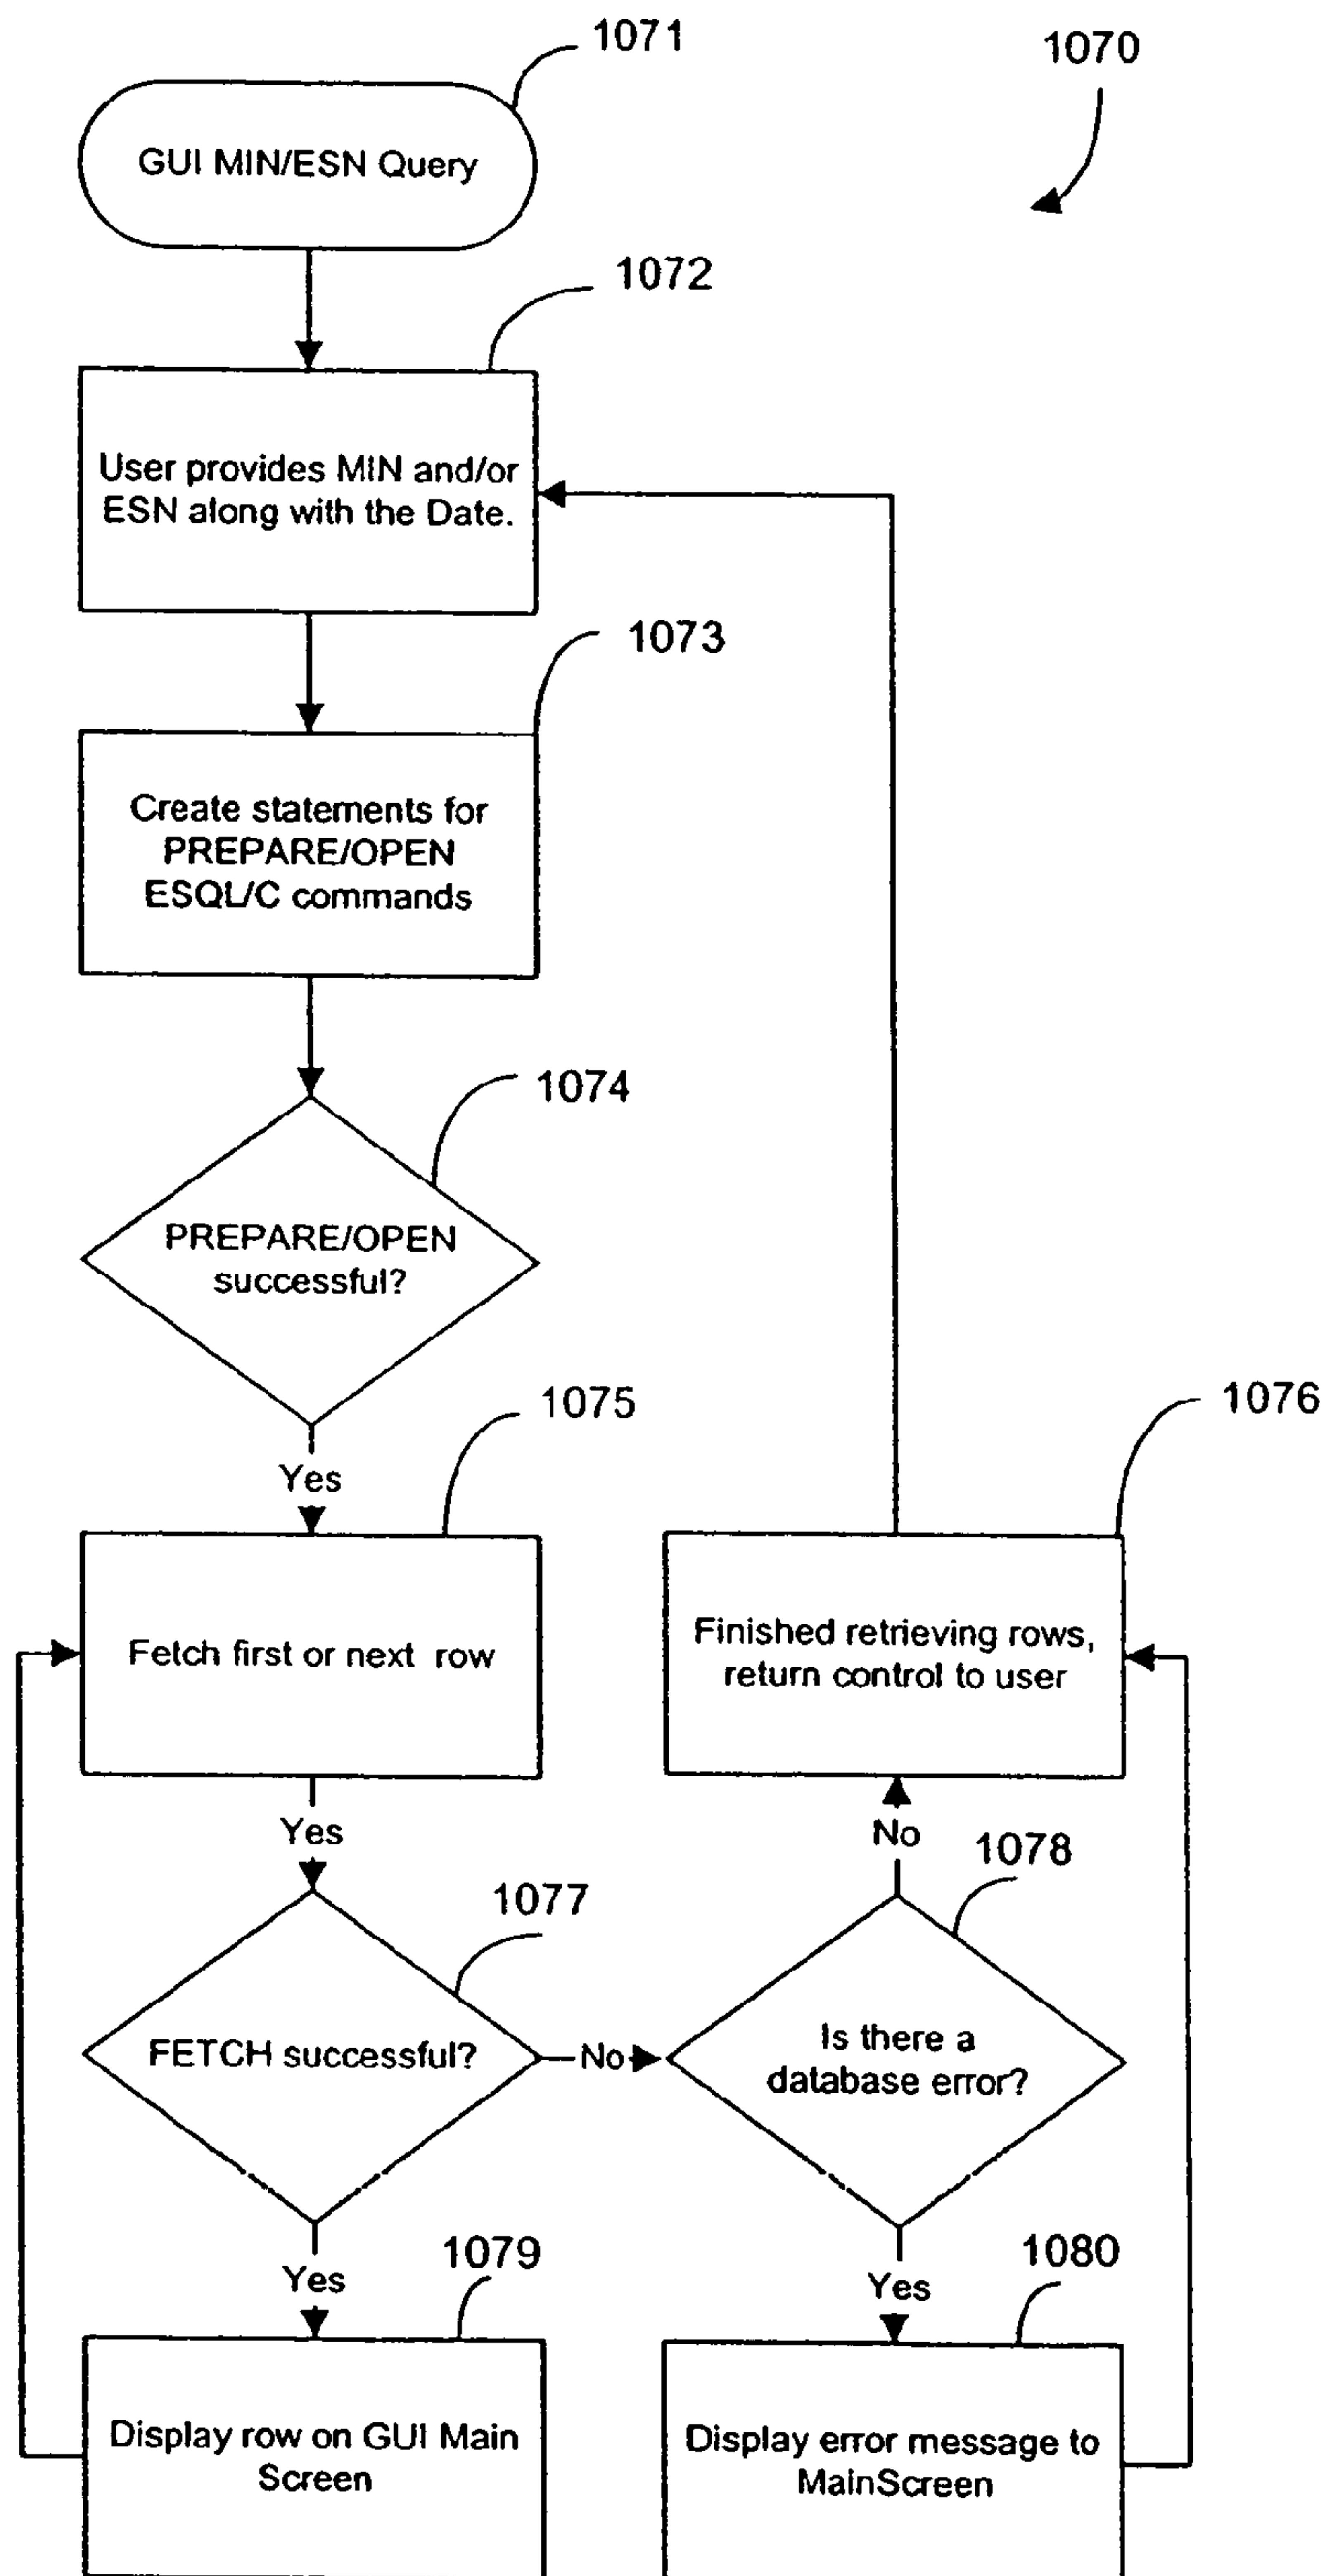 1071
1070
GUI MIN/ESN Query
1072
User provides MIN and/or
ESN along with the Date.
1073
Create statements for
PREPARE/OPEN
ESQL/C commands
1074
PREPARE/OPEN
successful?
1075
1076
Yes
Fetch first or next row
Finished retrieving rows,
return control to user
Yes
No
1078
1077
FETCH successful?
No
Is there a
database error?
1079
1080
Yes
Yes
Display row on GUI Main
Screen
Display error message to
MainScreen